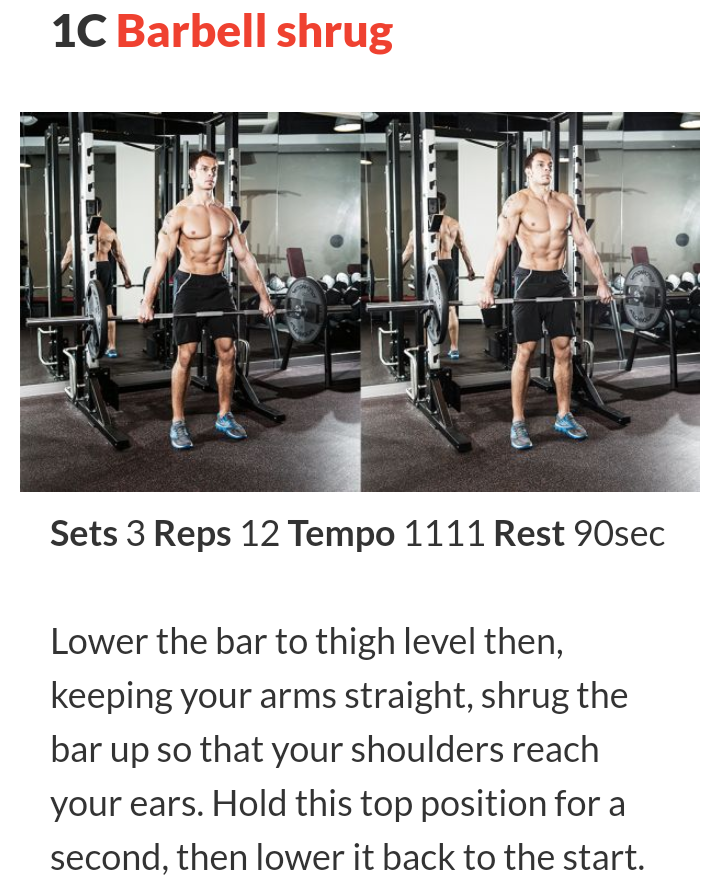 1C Barbell shrug
Sets 3 Reps 12 Tempo 1111 Rest 90sec
Lower the bar to thigh level then,
keeping your arms straight, shrug the
bar up so that your shoulders reach
your ears. Hold this top position for a
second, then lower it back to the start.